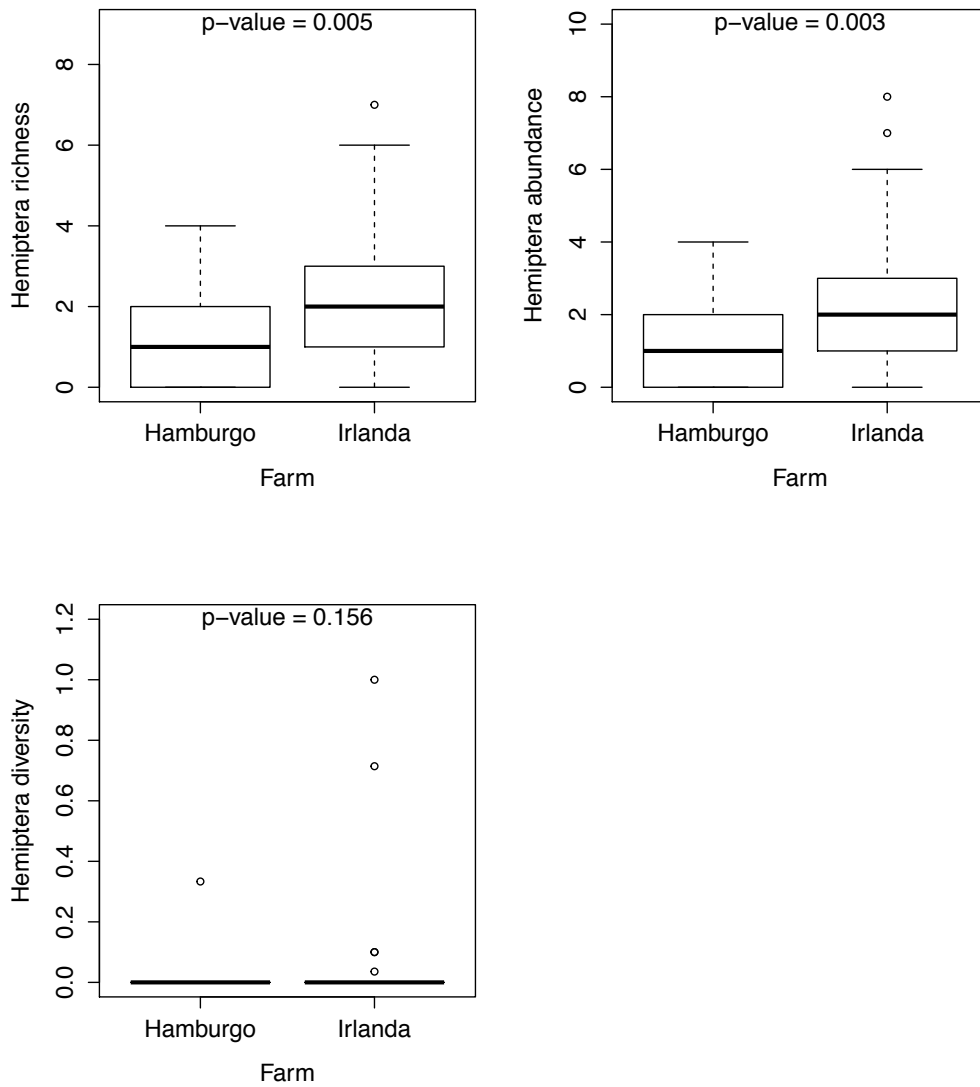 p−value = 0.005
Hemiptera richness
8
6
4
2
0
Hamburgo Irlanda
Farm
p−value = 0.003
Hemiptera abundance
10
8
6
4
2
0
Hamburgo Irlanda
Farm
p−value = 0.156
Hemiptera diversity
1.2
1.0
0.8
0.6
0.4
0.2
0.0
Hamburgo Irlanda
Farm